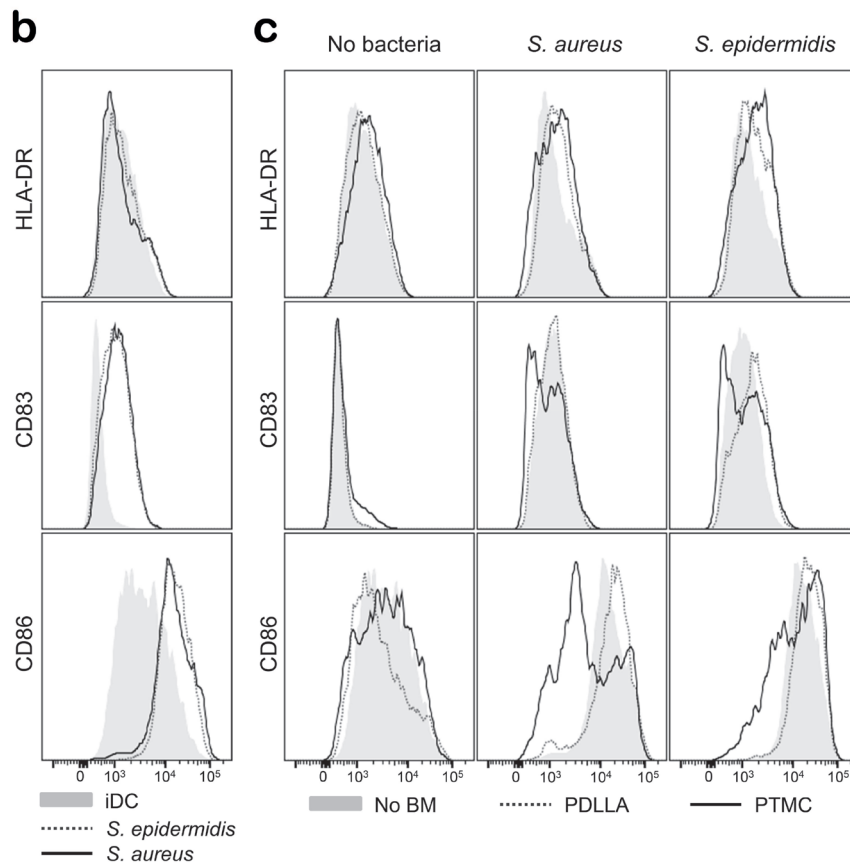 b
c
No bacteria
S. aureus
S. epidermidis
HLA-DR
HLA-DR
CD83
CD83
CD86
CD86
0 10³ 10⁴ 10⁵
0 10³ 10⁴ 10⁵
0 10³ 10⁴ 10⁵
0 10³ 10⁴ 10⁵
iDC
S. epidermidis
S. aureus
No BM
PDLLA
PTMC